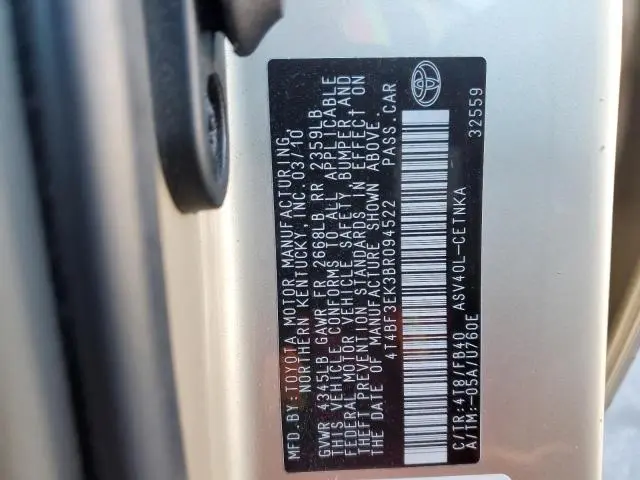 MFD BY: TOYOTA MOTOR MANUFACTURING,
NORTHERN KENTUCKY, INC. 03/10
GVWR 4345LB GAWR FR 2668LB RR 2359LB
THIS VEHICLE CONFORMS TO ALL APPLICABLE
FEDERAL MOTOR VEHICLE SAFETY, BUMPER, AND
THEFT PREVENTION STANDARDS IN EFFECT ON
THE DATE OF MANUFACTURE SHOWN ABOVE.
4T4BF3EK3BR094522 PASS. CAR
C/TR: 4T8/FB40 ASV40L-CETNKA
A/TM: -05A/U760E
32559